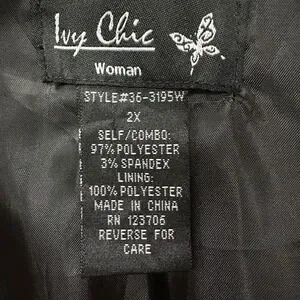 Ivy Chic
Woman
STYLE#36-3195W
2X
SELF/COMBO:
97% POLYESTER
3% SPANDEX
LINING:
100% POLYESTER
MADE IN CHINA
RN 123706
REVERSE FOR
CARE